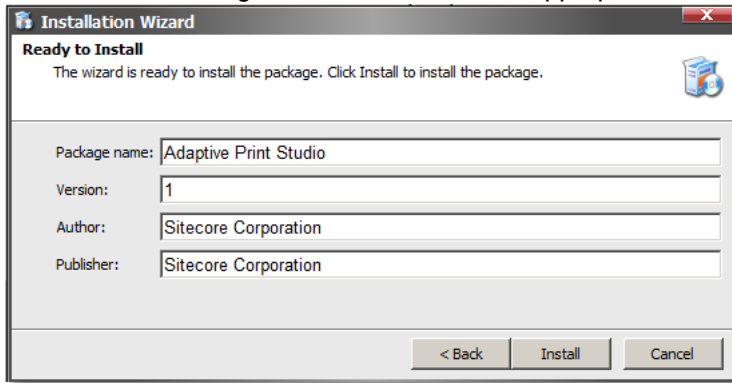 Installation Wizard
X
Ready to Install
The wizard is ready to install the package. Click Install to install the package.
Package name: Adaptive Print Studio
Version: 1
Author: Sitecore Corporation
Publisher: Sitecore Corporation
< Back Install Cancel